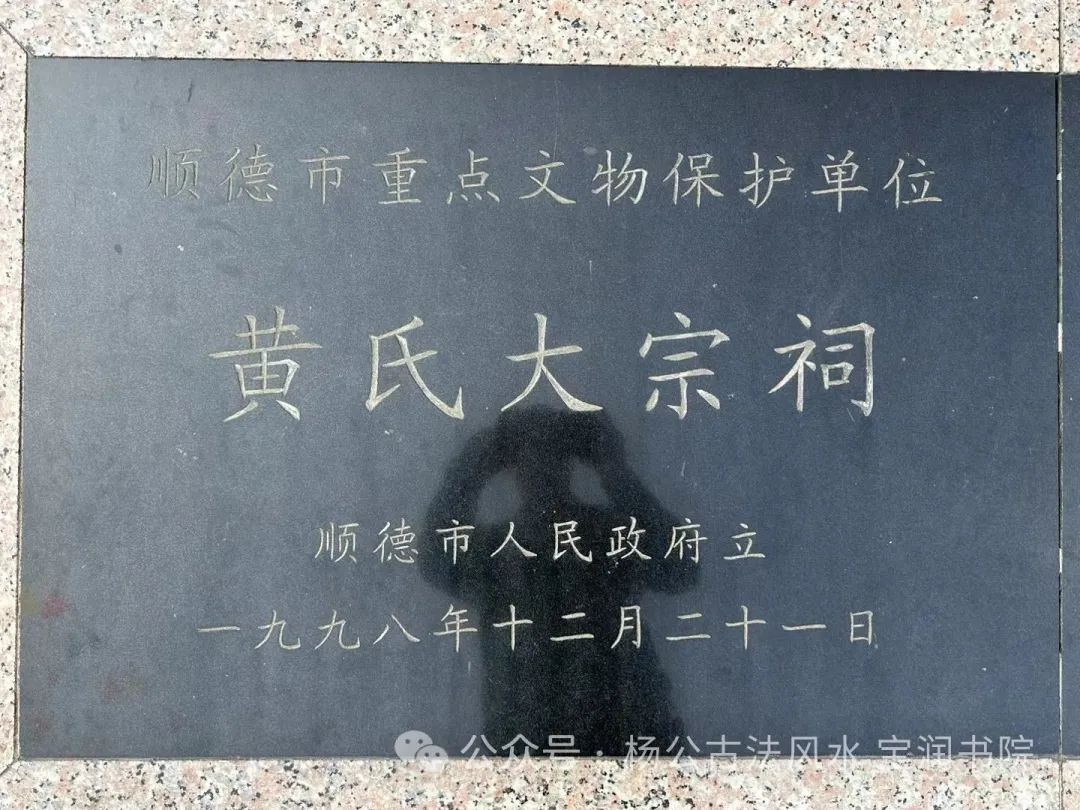 顺德市重点文物保护单位
黄氏大宗祠
顺德市人民政府立
一九九八年十二月二十一日
公众号·杨公古法风水 宝润书院